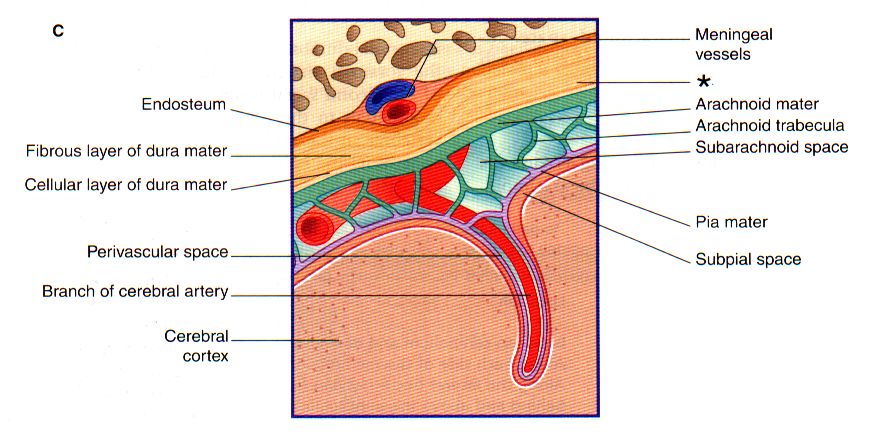 C
Endosteum
Fibrous layer of dura mater
Cellular layer of dura mater
Perivascular space
Branch of cerebral artery
Cerebral
cortex
Meningeal
vessels
*
Arachnoid mater
Arachnoid trabecula
Subarachnoid space
Pia mater
Subpial space